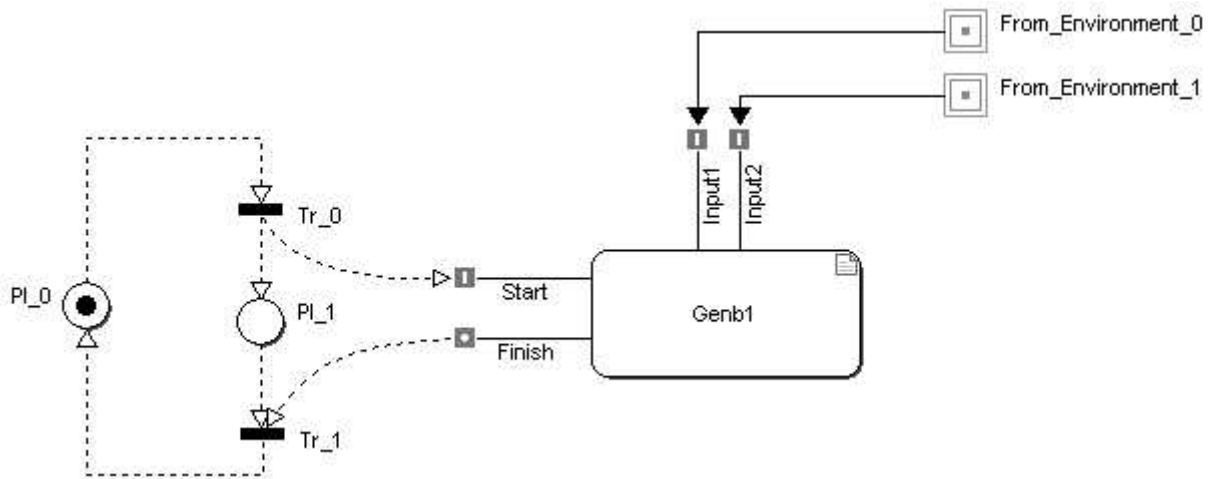 From_Environment_0
From_Environment_1
Input1
Input2
Tr_0
Pl_0
Start
Pl_1
Genb1
Finish
Tr_1